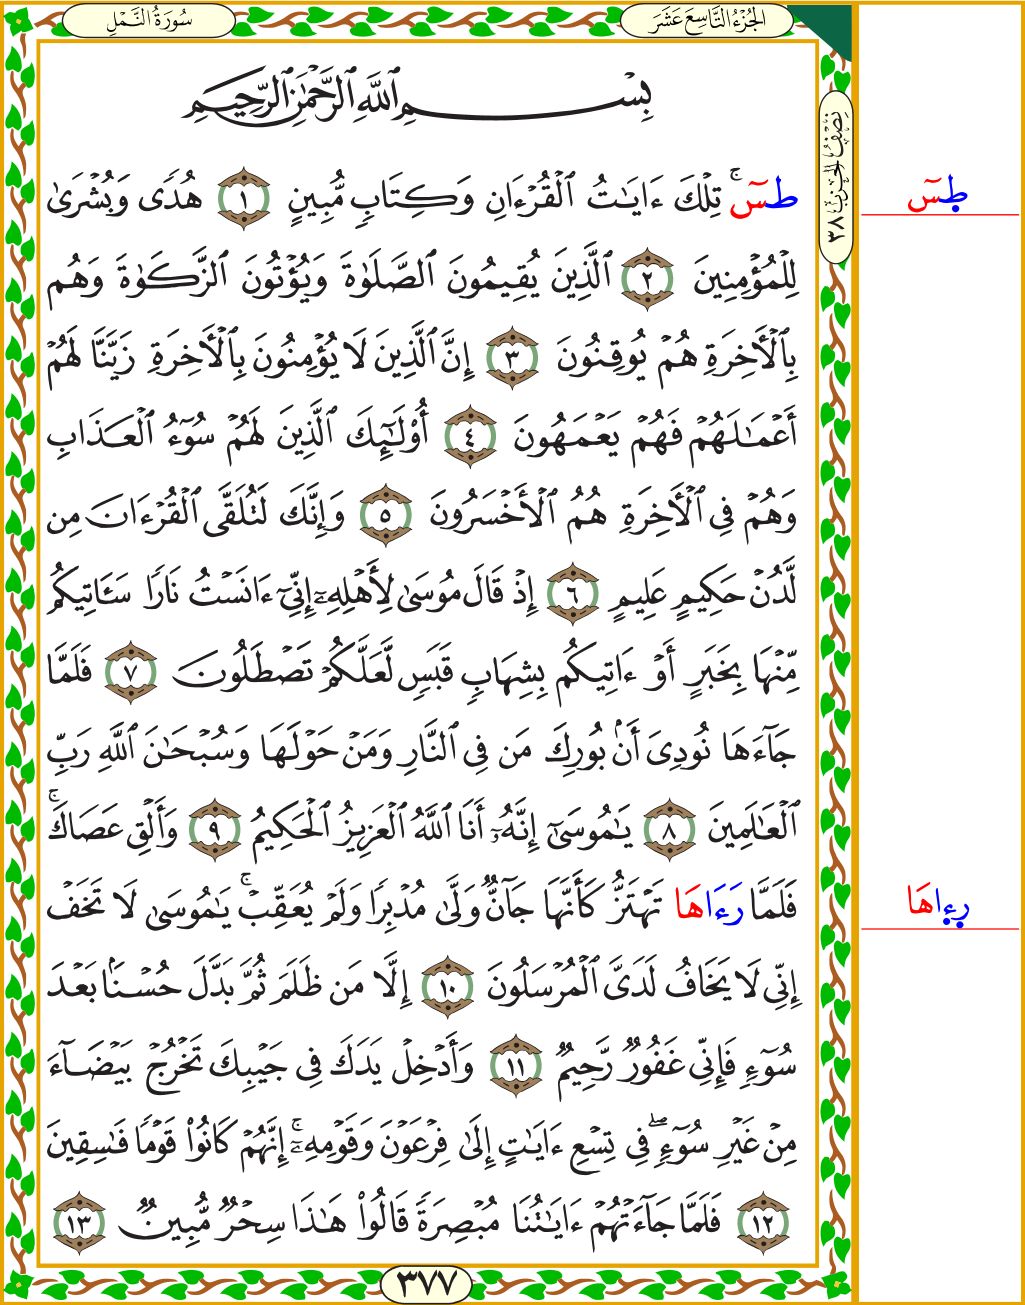 سُورَةُ النَّمْلِ
الجُزْءُ التَّاسِعَ عَشَرَ
نِصْفُ الحِزْبِ ٣٨
بِسْمِ ٱللَّهِ ٱلرَّحْمَٰنِ ٱلرَّحِيمِ
طسٓ ۚ تِلْكَ ءَايَـٰتُ ٱلْقُرْءَانِ وَكِتَابٍ مُّبِينٍ ١ هُدًى وَبُشْرَىٰ
طِسٓ
لِلْمُؤْمِنِينَ ٢ ٱلَّذِينَ يُقِيمُونَ ٱلصَّلَوٰةَ وَيُؤْتُونَ ٱلزَّكَوٰةَ وَهُم
بِٱلْـَٔاخِرَةِ هُمْ يُوقِنُونَ ٣ إِنَّ ٱلَّذِينَ لَا يُؤْمِنُونَ بِٱلْـَٔاخِرَةِ زَيَّنَّا لَهُمْ
أَعْمَـٰلَهُمْ فَهُمْ يَعْمَهُونَ ٤ أُو۟لَـٰٓئِكَ ٱلَّذِينَ لَهُمْ سُوٓءُ ٱلْعَذَابِ
وَهُمْ فِى ٱلْـَٔاخِرَةِ هُمُ ٱلْأَخْسَرُونَ ٥ وَإِنَّكَ لَتُلَقَّى ٱلْقُرْءَانَ مِن
لَّدُنْ حَكِيمٍ عَلِيمٍ ٦ إِذْ قَالَ مُوسَىٰ لِأَهْلِهِۦٓ إِنِّىٓ ءَانَسْتُ نَارًا سَـَٔاتِيكُم
مِّنْهَا بِخَبَرٍ أَوْ ءَاتِيكُم بِشِهَابِ قَبَسٍ لَّعَلَّكُمْ تَصْطَلُونَ ٧ فَلَمَّا
جَآءَهَا نُودِىَ أَنۢ بُورِكَ مَن فِى ٱلنَّارِ وَمَنْ حَوْلَهَا وَسُبْحَـٰنَ ٱللَّهِ رَبِّ
ٱلْعَـٰلَمِينَ ٨ يَـٰمُوسَىٰٓ إِنَّهُۥٓ أَنَا ٱللَّهُ ٱلْعَزِيزُ ٱلْحَكِيمُ ٩ وَأَلْقِ عَصَاكَ ۚ
فَلَمَّا رَءَاهَا تَهْتَزُّ كَأَنَّهَا جَآنٌّ وَلَّىٰ مُدْبِرًا وَلَمْ يُعَقِّبْ ۚ يَـٰمُوسَىٰ لَا تَخَفْ
رِءِاهَا
إِنِّى لَا يَخَافُ لَدَىَّ ٱلْمُرْسَلُونَ ١٠ إِلَّا مَن ظَلَمَ ثُمَّ بَدَّلَ حُسْنًۢا بَعْدَ
سُوٓءٍ فَإِنِّى غَفُورٌ رَّحِيمٌ ١١ وَأَدْخِلْ يَدَكَ فِى جَيْبِكَ تَخْرُجْ بَيْضَآءَ
مِنْ غَيْرِ سُوٓءٍ ۖ فِى تِسْعِ ءَايَـٰتٍ إِلَىٰ فِرْعَوْنَ وَقَوْمِهِۦٓ ۚ إِنَّهُمْ كَانُوا۟ قَوْمًا فَـٰسِقِينَ
١٢ فَلَمَّا جَآءَتْهُمْ ءَايَـٰتُنَا مُبْصِرَةً قَالُوا۟ هَـٰذَا سِحْرٌ مُّبِينٌ ١٣
٣٧٧